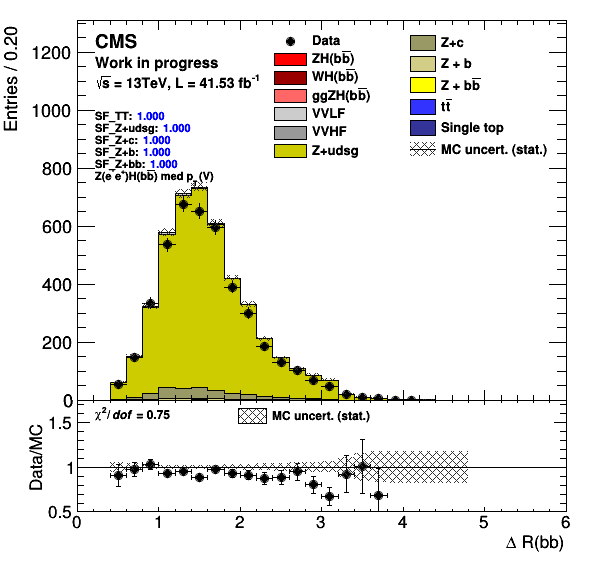 CMS
Work in progress
√s = 13TeV, L = 41.53 fb⁻¹
SF_TT: 1.000
SF_Z+udsg: 1.000
SF_Z+c: 1.000
SF_Z+b: 1.000
SF_Z+bb: 1.000
Z(e⁻e⁺)H(bb̅) med p_T(V)
Data
ZH(bb̅)
WH(bb̅)
ggZH(bb̅)
VVLF
VVHF
Z+udsg
Z+c
Z + b
Z + bb̅
tt̅
Single top
MC uncert. (stat.)
Entries / 0.20
1200
1000
800
600
400
200
0
χ²/dof = 0.75
MC uncert. (stat.)
Data/MC
1.5
1
0.5
0 1 2 3 4 5 6
Δ R(bb)